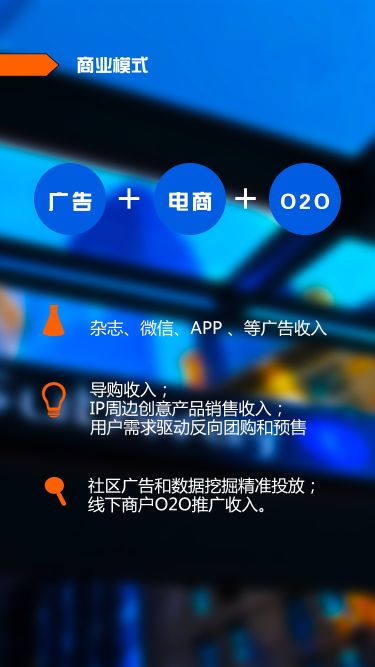 商业模式
广告 + 电商 + O2O
杂志、微信、APP 、等广告收入
导购收入；
IP周边创意产品销售收入；
用户需求驱动反向团购和预售
社区广告和数据挖掘精准投放；
线下商户O2O推广收入。